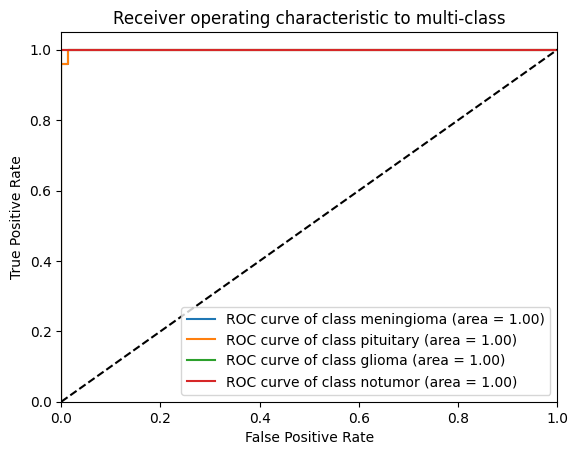 Receiver operating characteristic to multi-class
1.0
0.8
0.6
0.4
0.2
0.0
True Positive Rate
ROC curve of class meningioma (area = 1.00)
ROC curve of class pituitary (area = 1.00)
ROC curve of class glioma (area = 1.00)
ROC curve of class notumor (area = 1.00)
0.0 0.2 0.4 0.6 0.8 1.0
False Positive Rate